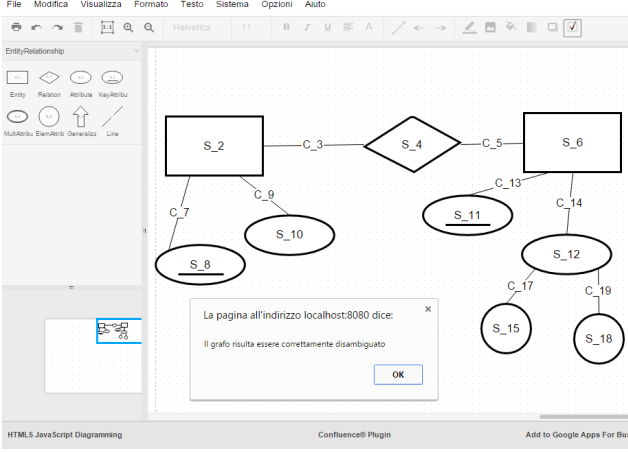 File Modifica Visualizza Formato Testo Sistema Opzioni Aiuto
1:1 Helvetica 11 B I U A
EntityRelationship
Entity Relation Attribute KeyAttribu
MultAttribu ElemAttrib Generaliza Line
S_2 C_3 S_4 C_5 S_6
C_7 C_9 C_13 C_14
S_8 S_10 S_11 S_12
C_17 C_19
S_15 S_18
La pagina all'indirizzo localhost:8080 dice: ×
Il grafo risulta essere correttamente disambiguato
OK
HTML5 JavaScript Diagramming Confluence® Plugin Add to Google Apps For Bu